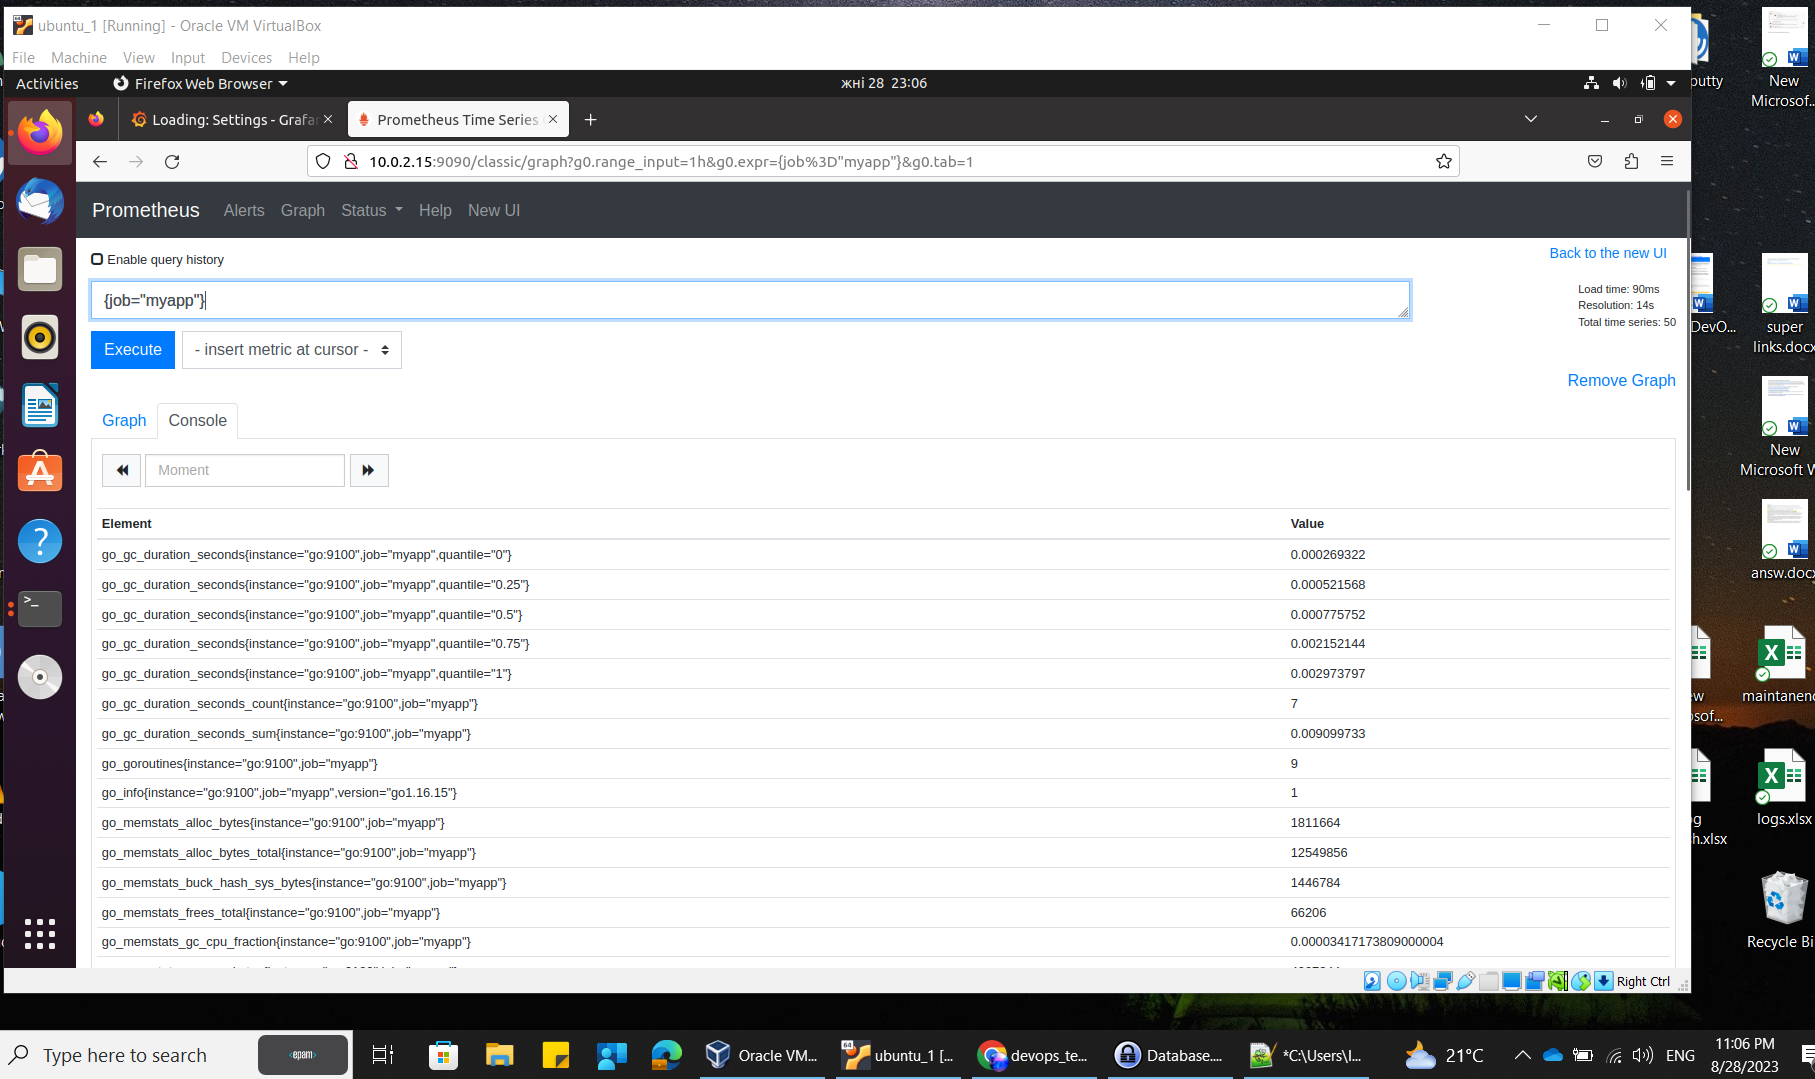 ubuntu_1 [Running] - Oracle VM VirtualBox
File Machine View Input Devices Help
Activities
Firefox Web Browser
жні 28 23:06
Loading: Settings - Grafan
Prometheus Time Series
10.0.2.15:9090/classic/graph?g0.range_input=1h&g0.expr={job%3D"myapp"}&g0.tab=1
Prometheus Alerts Graph Status Help New UI
Enable query history
Back to the new UI
{job="myapp"}
Load time: 90ms
Resolution: 14s
Total time series: 50
Execute
- insert metric at cursor -
Remove Graph
Graph Console
Moment
Element Value
go_gc_duration_seconds{instance="go:9100",job="myapp",quantile="0"} 0.000269322
go_gc_duration_seconds{instance="go:9100",job="myapp",quantile="0.25"} 0.000521568
go_gc_duration_seconds{instance="go:9100",job="myapp",quantile="0.5"} 0.000775752
go_gc_duration_seconds{instance="go:9100",job="myapp",quantile="0.75"} 0.002152144
go_gc_duration_seconds{instance="go:9100",job="myapp",quantile="1"} 0.002973797
go_gc_duration_seconds_count{instance="go:9100",job="myapp"} 7
go_gc_duration_seconds_sum{instance="go:9100",job="myapp"} 0.009099733
go_goroutines{instance="go:9100",job="myapp"} 9
go_info{instance="go:9100",job="myapp",version="go1.16.15"} 1
go_memstats_alloc_bytes{instance="go:9100",job="myapp"} 1811664
go_memstats_alloc_bytes_total{instance="go:9100",job="myapp"} 12549856
go_memstats_buck_hash_sys_bytes{instance="go:9100",job="myapp"} 1446784
go_memstats_frees_total{instance="go:9100",job="myapp"} 66206
go_memstats_gc_cpu_fraction{instance="go:9100",job="myapp"} 0.00003417173809000004
Right Ctrl
putty
New
Microsof...
DevO...
super
links.docx
New
Microsoft W
answ.docx
ew
osof...
maintanenc
og
sh.xlsx
logs.xlsx
Recycle Bi
Type here to search
<epam>
Oracle VM...
ubuntu_1 [...
devops_te...
Database....
*C:\Users\I...
21°C
ENG
11:06 PM
8/28/2023